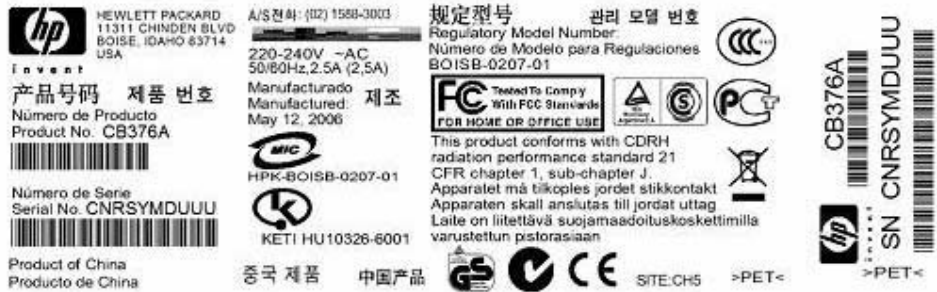 hp
invent
HEWLETT PACKARD
11311 CHINDEN BLVD
BOISE, IDAHO 83714
USA
产品号码 제품 번호
Número de Producto
Product No. CB376A
Número de Serie
Serial No. CNRSYMDUUU
Product of China
Producto de China
A/S전화: (02) 1588-3003
220-240V ~AC
50/60Hz,2.5A (2,5A)
Manufacturado
Manufactured: 제조
May 12, 2006
MIC
HPK-BOISB-0207-01
KETI HU10326-6001
중국 제품 中国产品
规定型号 관리 모델 번호
Regulatory Model Number:
Número de Modelo para Regulaciones
BOISB-0207-01
FC Tested To Comply
With FCC Standards
FOR HOME OR OFFICE USE
S
This product conforms with CDRH
radiation performance standard 21
CFR chapter 1, sub-chapter J.
Apparatet må tilkoples jordet stikkontakt
Apparaten skall anslutas till jordat uttag
Laite on liitettävä suojamaadoituskoskettimilla
varustettun pistorasiaan
GS
CE
SITE:CH5 >PET<
CB376A
SN CNRSYMDUUU
hp
invent
>PET<